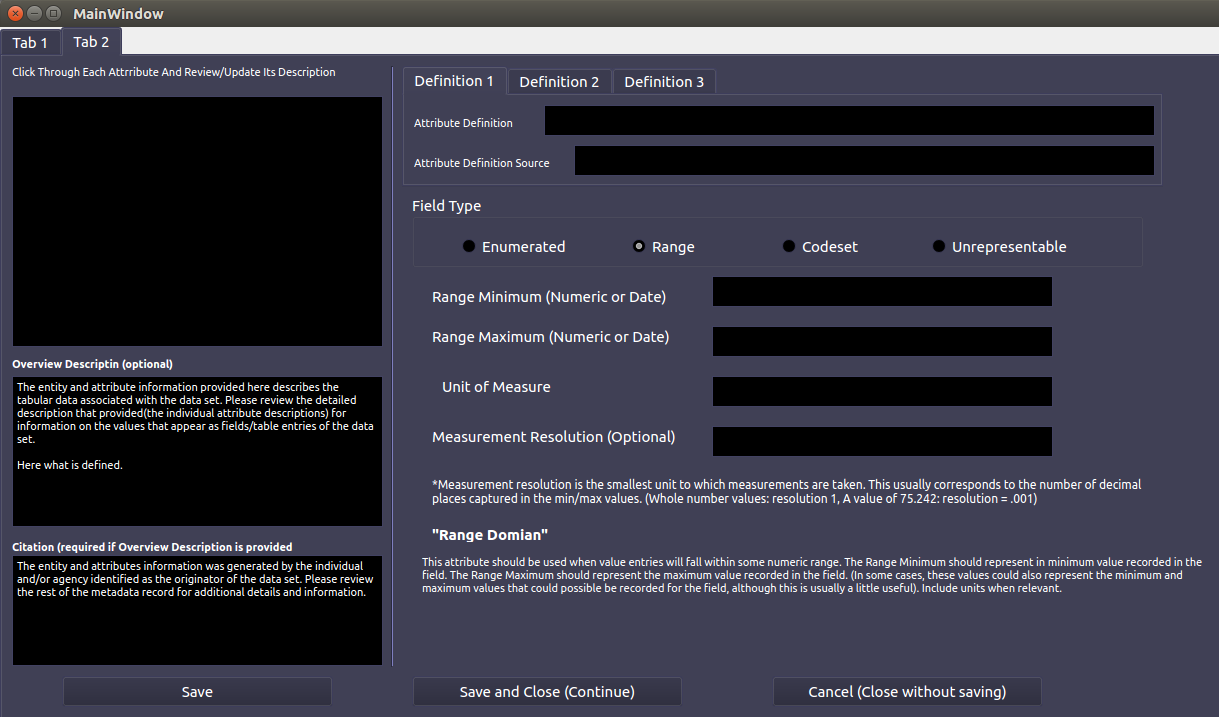 MainWindow
Tab 1
Tab 2
Click Through Each Attrribute And Review/Update Its Description
Overview Descriptin (optional)
The entity and attribute information provided here describes the
tabular data associated with the data set. Please review the detailed
description that provided(the individual attribute descriptions) for
information on the values that appear as fields/table entries of the data
set.
Here what is defined.
Citation (required if Overview Description is provided
The entity and attributes information was generated by the individual
and/or agency identified as the originator of the data set. Please review
the rest of the metadata record for additional details and information.
Definition 1
Definition 2
Definition 3
Attribute Definition
Attribute Definition Source
Field Type
Enumerated
Range
Codeset
Unrepresentable
Range Minimum (Numeric or Date)
Range Maximum (Numeric or Date)
Unit of Measure
Measurement Resolution (Optional)
*Measurement resolution is the smallest unit to which measurements are taken. This usually corresponds to the number of decimal
places captured in the min/max values. (Whole number values: resolution 1, A value of 75.242: resolution = .001)
"Range Domian"
This attribute should be used when value entries will fall within some numeric range. The Range Minimum should represent in minimum value recorded in the
field. The Range Maximum should represent the maximum value recorded in the field. (In some cases, these values could also represent the minimum and
maximum values that could possible be recorded for the field, although this is usually a little useful). Include units when relevant.
Save
Save and Close (Continue)
Cancel (Close without saving)